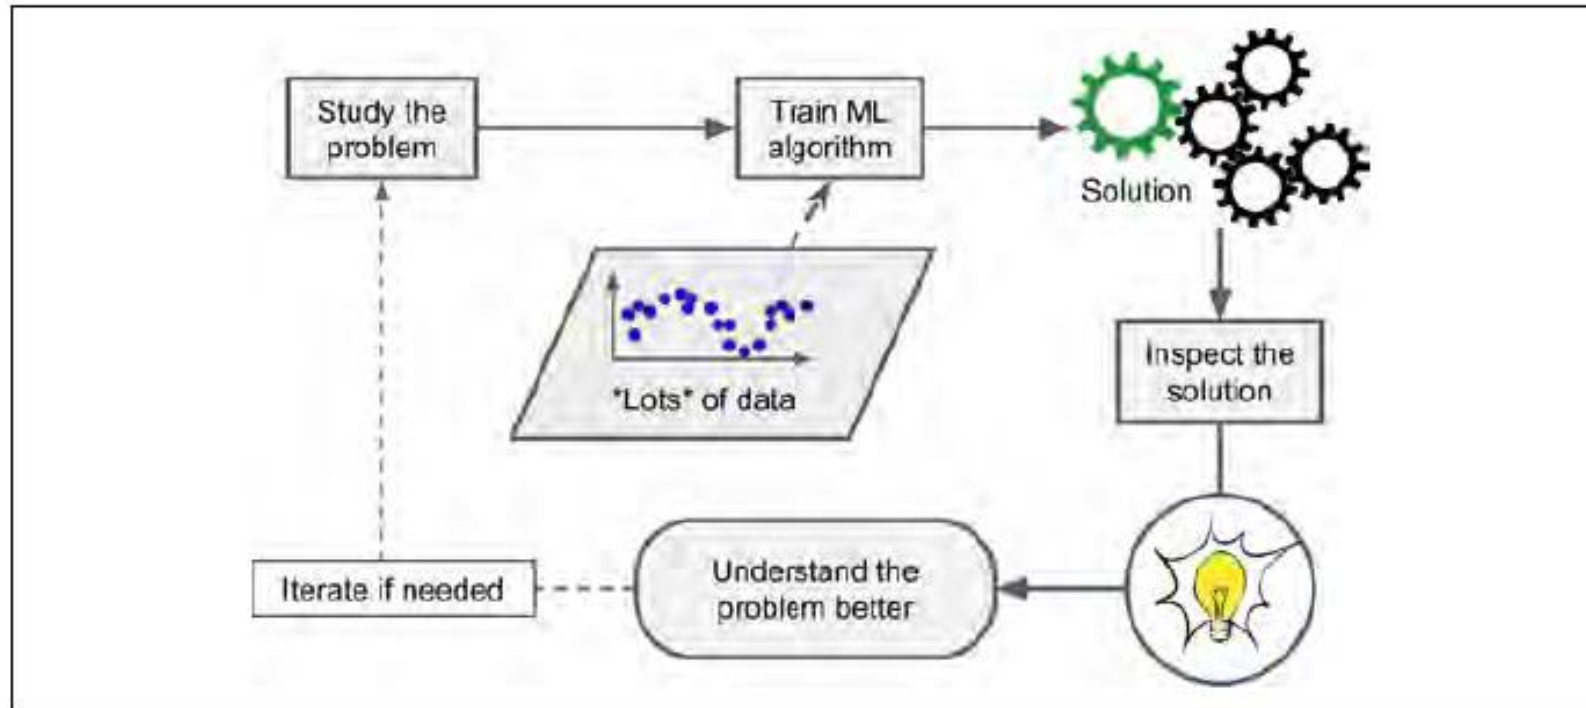 Study the
problem
Train ML
algorithm
Solution
*Lots* of data
Inspect the
solution
Understand the
problem better
Iterate if needed